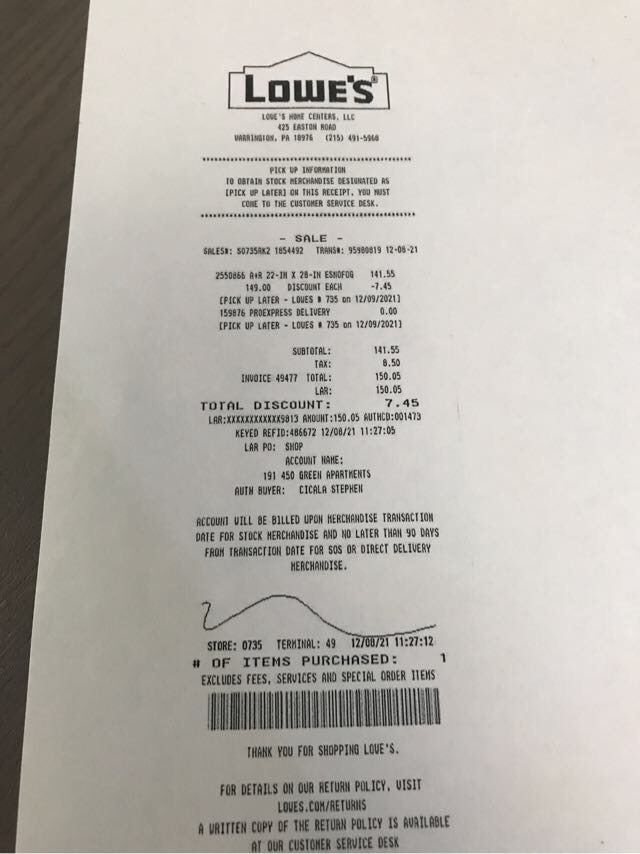 LOWE'S®
LOWE'S HOME CENTERS, LLC
425 EASTON ROAD
WARRINGTON, PA 18976 (215) 491-5968
PICK UP INFORMATION
TO OBTAIN STOCK MERCHANDISE DESIGNATED AS
[PICK UP LATER] ON THIS RECEIPT, YOU MUST
COME TO THE CUSTOMER SERVICE DESK.
- SALE -
SALES#: S0735RK2 1854492 TRANS#: 95980819 12-08-21
2550866 A+R 22-IN X 28-IN ESNOFOG 141.55
149.00 DISCOUNT EACH -7.45
[PICK UP LATER - LOWES # 735 on 12/09/2021]
159876 PROEXPRESS DELIVERY 0.00
[PICK UP LATER - LOWES # 735 on 12/09/2021]
SUBTOTAL: 141.55
TAX: 8.50
INVOICE 49477 TOTAL: 150.05
LAR: 150.05
TOTAL DISCOUNT: 7.45
LAR:XXXXXXXXXXXX9813 AMOUNT:150.05 AUTHCD:001473
KEYED REFID:486672 12/08/21 11:27:05
LAR PO: SHOP
ACCOUNT NAME:
191 450 GREEN APARTMENTS
AUTH BUYER: CICALA STEPHEN
ACCOUNT WILL BE BILLED UPON MERCHANDISE TRANSACTION
DATE FOR STOCK MERCHANDISE AND NO LATER THAN 90 DAYS
FROM TRANSACTION DATE FOR SOS OR DIRECT DELIVERY
MERCHANDISE.
STORE: 0735 TERMINAL: 49 12/08/21 11:27:12
# OF ITEMS PURCHASED: 1
EXCLUDES FEES, SERVICES AND SPECIAL ORDER ITEMS
THANK YOU FOR SHOPPING LOWE'S.
FOR DETAILS ON OUR RETURN POLICY, VISIT
LOWES.COM/RETURNS
A WRITTEN COPY OF THE RETURN POLICY IS AVAILABLE
AT OUR CUSTOMER SERVICE DESK